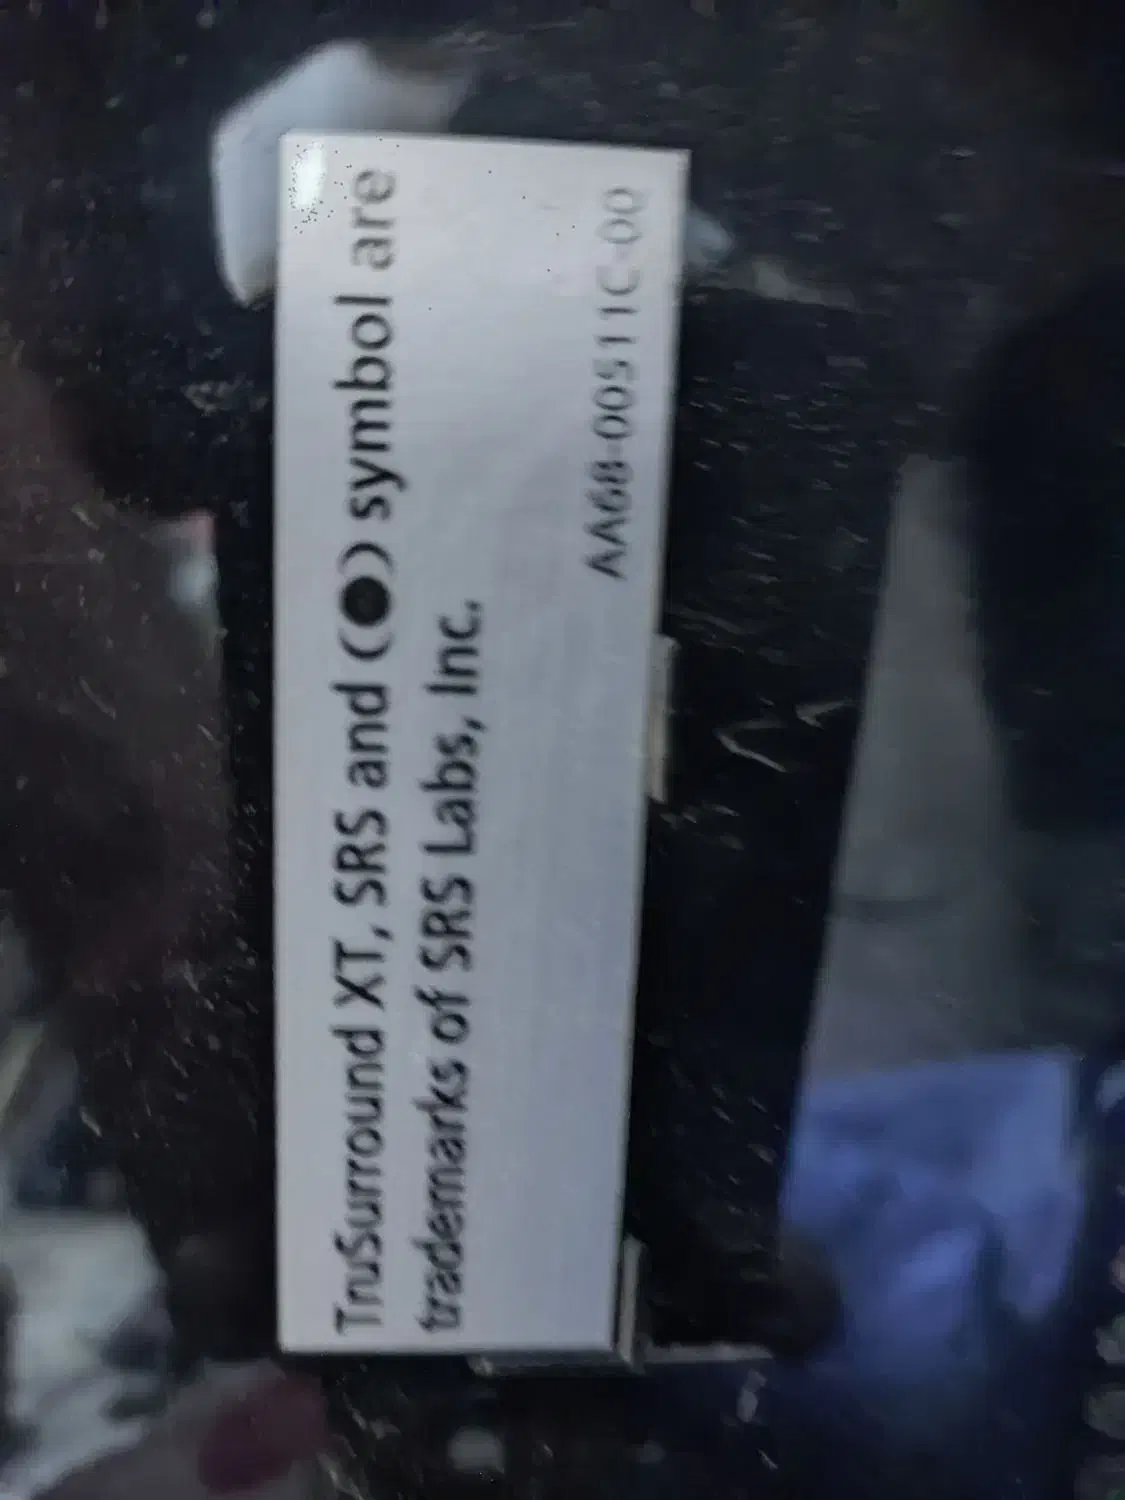 TruSurround XT, SRS and (●) symbol are
trademarks of SRS Labs, Inc.
AA68-00511C-00